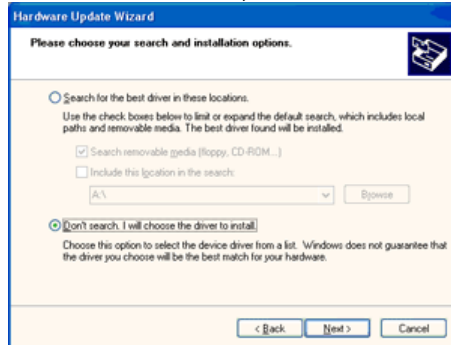 Hardware Update Wizard
Please choose your search and installation options.
Search for the best driver in these locations.
Use the check boxes below to limit or expand the default search, which includes local
paths and removable media. The best driver found will be installed.
Search removable media (floppy, CD-ROM...)
Include this location in the search:
A:\
Browse
Don't search. I will choose the driver to install.
Choose this option to select the device driver from a list. Windows does not guarantee that
the driver you choose will be the best match for your hardware.
< Back Next > Cancel